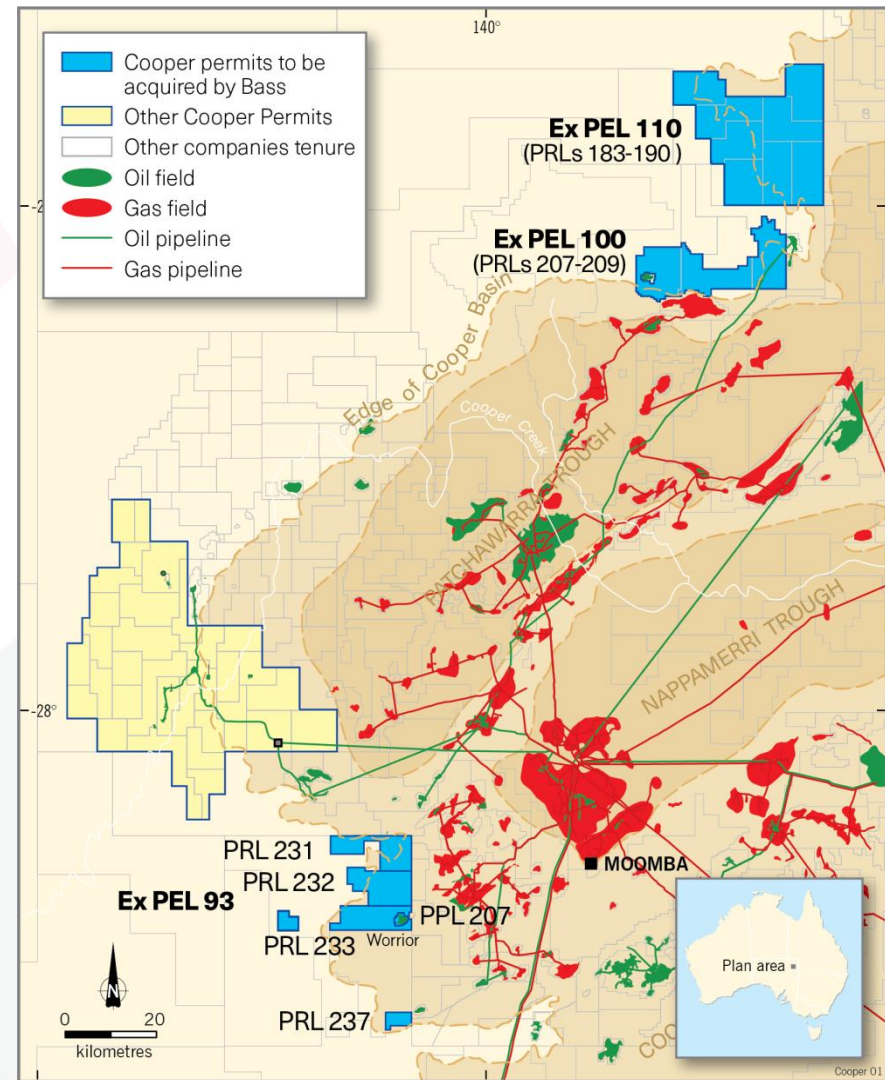 140°
Cooper permits to be
acquired by Bass
Other Cooper Permits
Other companies tenure
Oil field
Gas field
Oil pipeline
Gas pipeline
Ex PEL 110
(PRLs 183-190 )
Ex PEL 100
(PRLs 207-209)
Edge of Cooper Basin
Cooper Creek
PATCHAWARRA TROUGH
NAPPAMERRI TROUGH
-28°
PRL 231
MOOMBA
PRL 232
Ex PEL 93
PPL 207
PRL 233
Worrior
Plan area
N
PRL 237
0 20
kilometres
Cooper 01